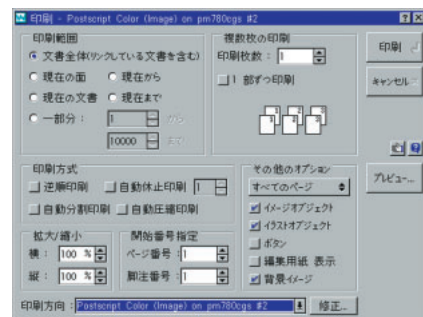 印刷 - Postscript Color (Image) on pm780cgs #2
印刷範囲
文書全体(リンクしている文書を含む)
現在の面 現在から
現在の文書 現在まで
一部分: 1 から
10000 まで
複数枚の印刷
印刷枚数: 1
1 部ずつ印刷
印刷
キャンセル
プレビュー...
印刷方式
逆順印刷 自動休止印刷 1
自動分割印刷 自動圧縮印刷
その他のオプション
すべてのページ
イメージオブジェクト
イラストオブジェクト
ボタン
編集用紙 表示
背景イメージ
拡大/縮小
横: 100 %
縦: 100 %
開始番号指定
ページ番号: 1
脚注番号: 1
印刷方向: Postscript Color (Image) on pm780cgs #2 修正...